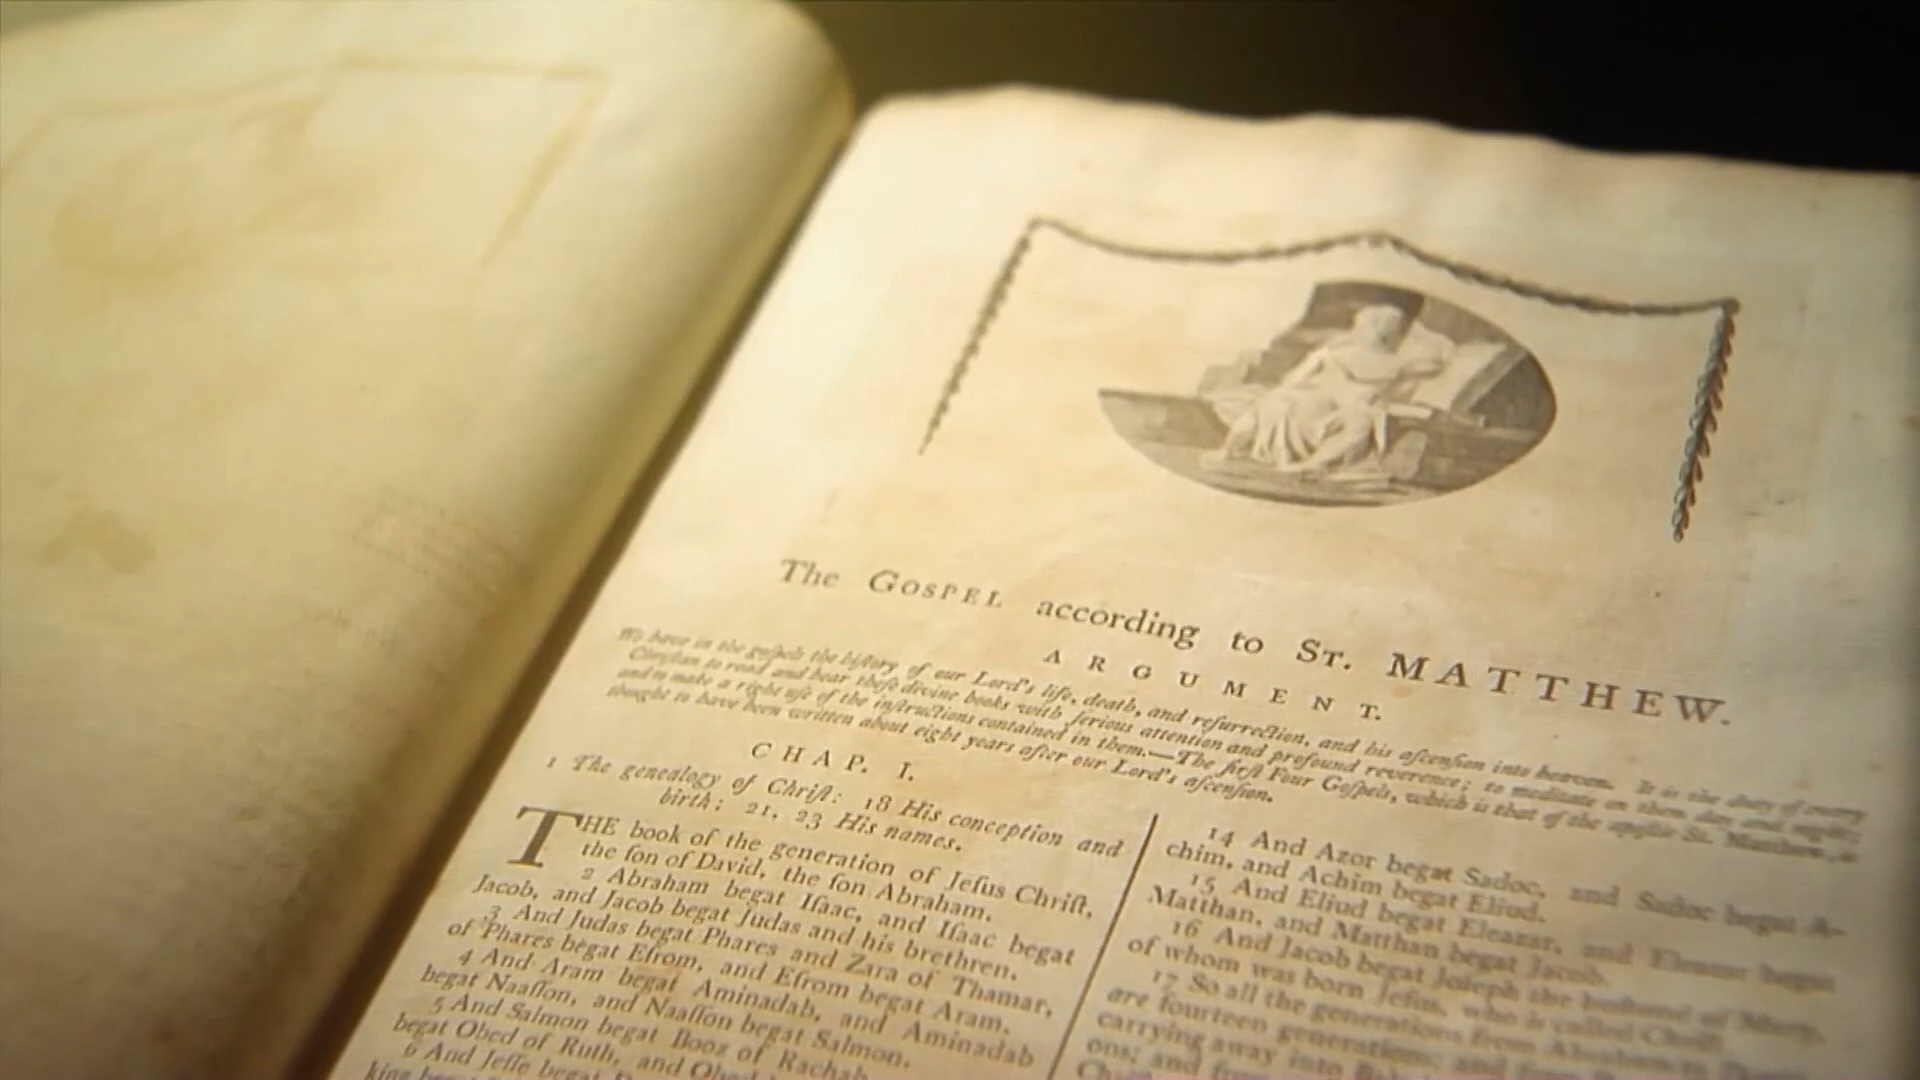 The GOSPEL according to ST. MATTHEW.
ARGUMENT.
We have in the goſpels the hiſtory of our Lord's life, death, and reſurrection, and his aſcenſion into heaven. It is the duty of every
Chriſtian to read and hear theſe divine books with ſerious attention and profound reverence; to meditate on them day and night;
and to make a right uſe of the inſtructions contained in them.—The firſt Four Goſpels, which is that of the apoſtle St. Matthew, is
thought to have been written about eight years after our Lord's aſcenſion.
CHAP. I.
1 The genealogy of Chriſt: 18 His conception and
birth; 21, 23 His names.
THE book of the generation of Jeſus Chriſt,
the ſon of David, the ſon Abraham.
2 Abraham begat Iſaac, and Iſaac begat
Jacob, and Jacob begat Judas and his brethren.
3 And Judas begat Phares and Zara of Thamar,
of Phares begat Eſrom, and Eſrom begat Aram.
4 And Aram begat Aminadab, and Aminadab
begat Naaſſon, and Naaſſon begat Salmon.
5 And Salmon begat Booz of Rachab
begat Obed of Ruth, and Obed
6 And Jeſſe begat
king
14 And Azor begat Sadoc, and Sadoc begat A-
chim, and Achim begat Eliud.
15 And Eliud begat Eleazar, and Eleazar begat
Matthan, and Matthan begat Jacob.
16 And Jacob begat Joſeph the husband of Mary,
of whom was born Jeſus, who is called Chriſt.
17 So all the generations from Abraham to
are fourteen generations; and from
carrying away into
ons; and from